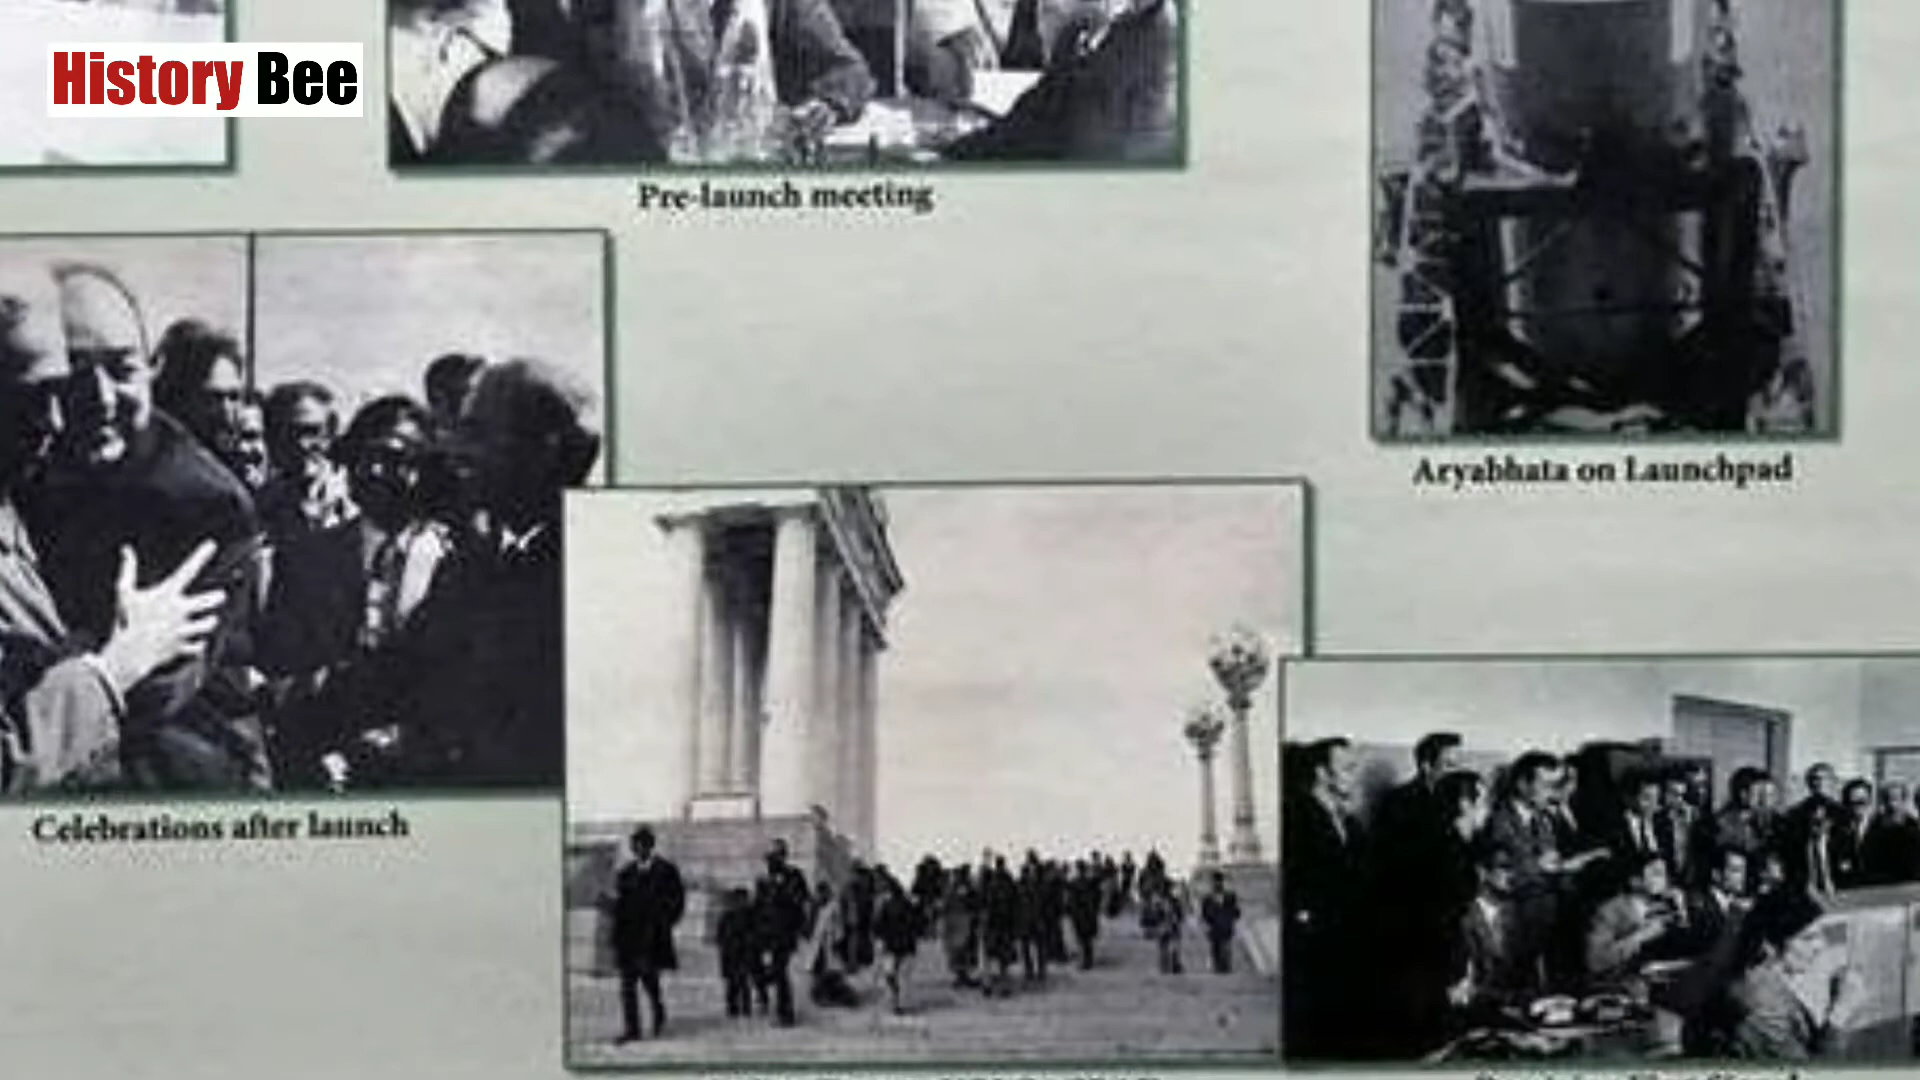 History Bee
Pre-launch meeting
Aryabhata on Launchpad
Celebrations after launch